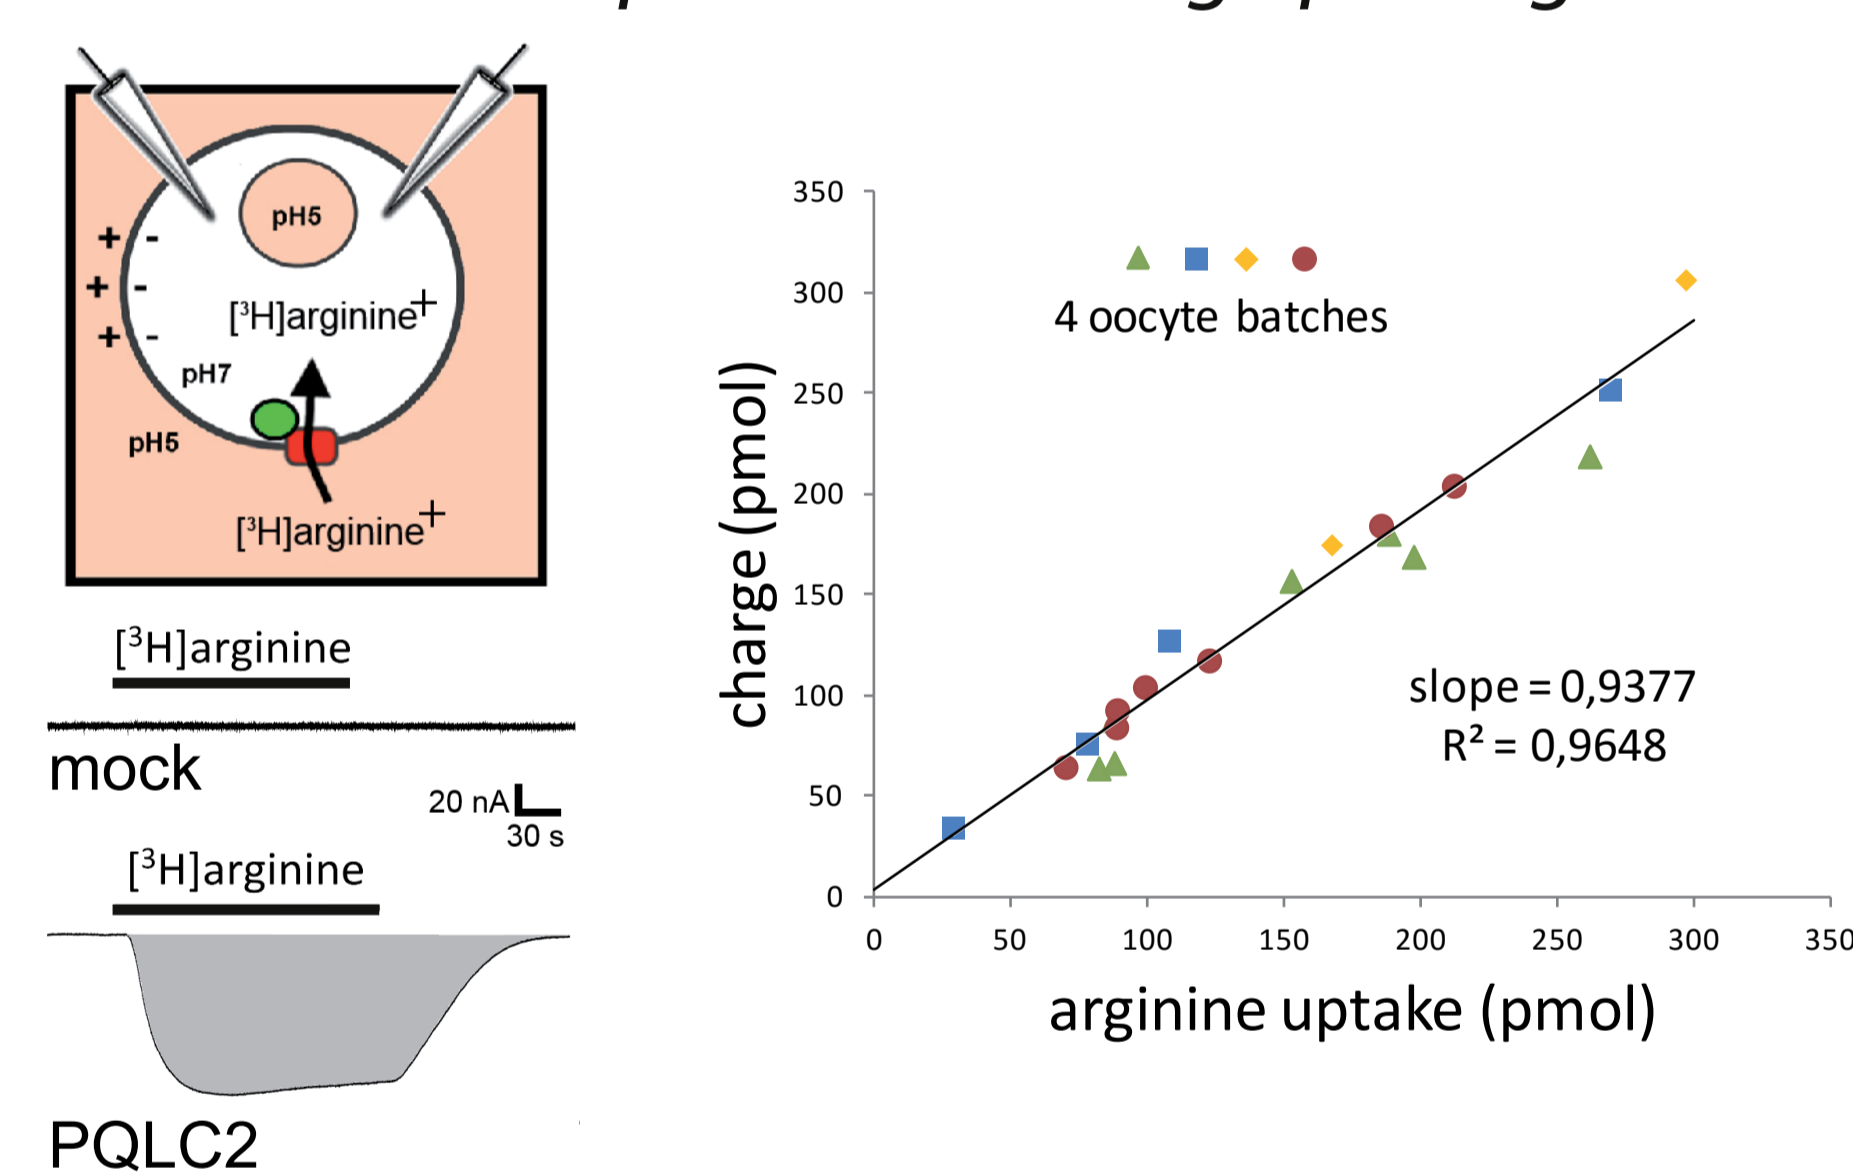 pH5
+ -
+ -
+ -
[³H]arginine+
pH7
pH5
[³H]arginine+
[³H]arginine
mock
20 nA
30 s
[³H]arginine
PQLC2
350
300
250
200
150
100
50
0
4 oocyte batches
slope = 0,9377
R² = 0,9648
charge (pmol)
0 50 100 150 200 250 300 350
arginine uptake (pmol)